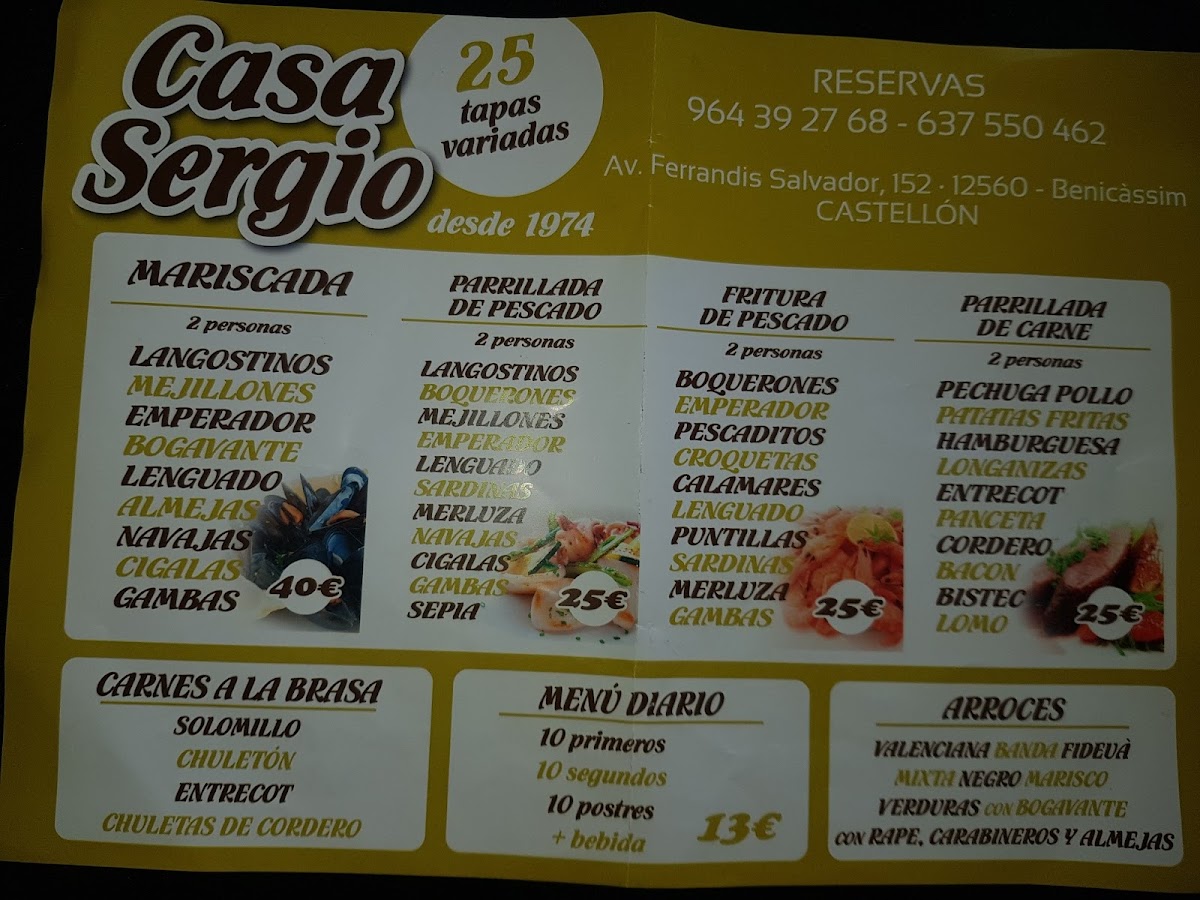 Casa
Sergio
desde 1974
25
tapas
variadas
RESERVAS
964 39 27 68 - 637 550 462
Av. Ferrandis Salvador, 152 · 12560 - Benicàssim
CASTELLÓN
MARISCADA
2 personas
LANGOSTINOS
MEJILLONES
EMPERADOR
BOGAVANTE
LENGUADO
ALMEJAS
NAVAJAS
CIGALAS
GAMBAS
40€
PARRILLADA
DE PESCADO
2 personas
LANGOSTINOS
BOQUERONES
MEJILLONES
EMPERADOR
LENGUADO
SARDINAS
MERLUZA
NAVAJAS
CIGALAS
GAMBAS
SEPIA
25€
FRITURA
DE PESCADO
2 personas
BOQUERONES
EMPERADOR
PESCADITOS
CROQUETAS
CALAMARES
LENGUADO
PUNTILLAS
SARDINAS
MERLUZA
GAMBAS
25€
PARRILLADA
DE CARNE
2 personas
PECHUGA POLLO
PATATAS FRITAS
HAMBURGUESA
LONGANIZAS
ENTRECOT
PANCETA
CORDERO
BACON
BISTEC
LOMO
25€
CARNES A LA BRASA
SOLOMILLO
CHULETÓN
ENTRECOT
CHULETAS DE CORDERO
MENÚ DIARIO
10 primeros
10 segundos
10 postres
+ bebida
13€
ARROCES
VALENCIANA BANDA FIDEUÀ
MIXTA NEGRO MARISCO
VERDURAS CON BOGAVANTE
CON RAPE, CARABINEROS Y ALMEJAS